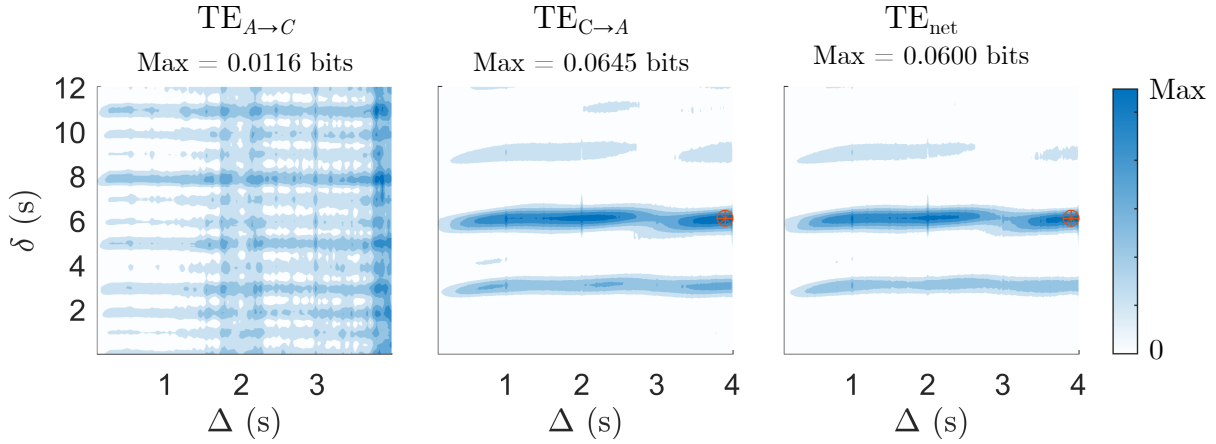 TE_{A→C} TE_{C→A} TE_{net}
Max = 0.0116 bits Max = 0.0645 bits Max = 0.0600 bits
12
10
8
6
4
2
δ (s)
Max
0
1 2 3 1 2 3 4 1 2 3 4
Δ (s) Δ (s) Δ (s)